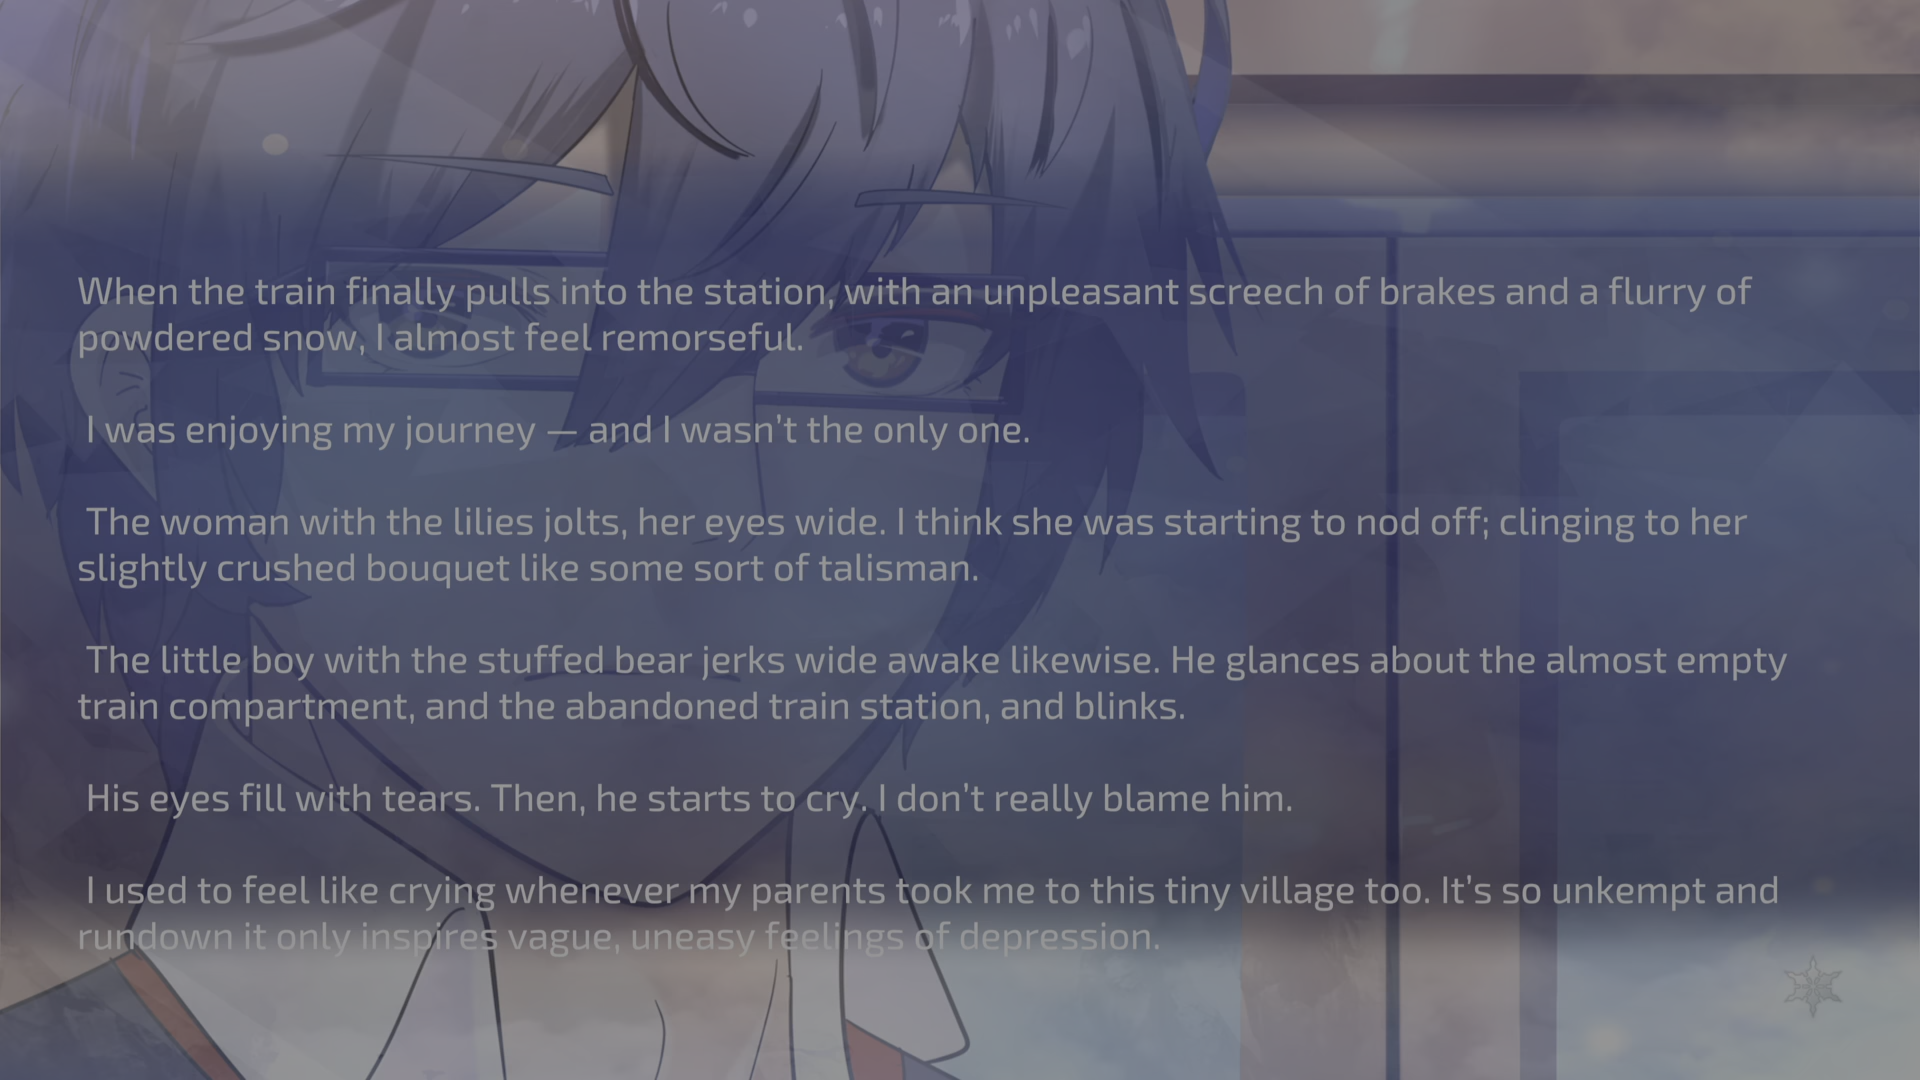 When the train finally pulls into the station, with an unpleasant screech of brakes and a flurry of
powdered snow, I almost feel remorseful.
I was enjoying my journey — and I wasn’t the only one.
The woman with the lilies jolts, her eyes wide. I think she was starting to nod off; clinging to her
slightly crushed bouquet like some sort of talisman.
The little boy with the stuffed bear jerks wide awake likewise. He glances about the almost empty
train compartment, and the abandoned train station, and blinks.
His eyes fill with tears. Then, he starts to cry. I don’t really blame him.
I used to feel like crying whenever my parents took me to this tiny village too. It’s so unkempt and
rundown it only inspires vague, uneasy feelings of depression.